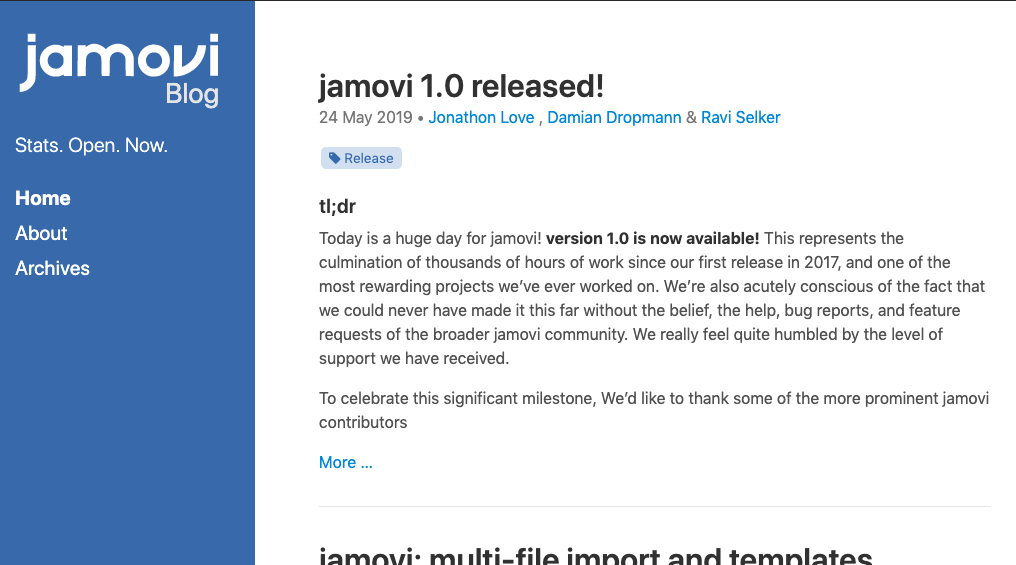 jamovi
Blog
Stats. Open. Now.
Home
About
Archives
jamovi 1.0 released!
24 May 2019 • Jonathon Love , Damian Dropmann & Ravi Selker
Release
tl;dr
Today is a huge day for jamovi! version 1.0 is now available! This represents the
culmination of thousands of hours of work since our first release in 2017, and one of the
most rewarding projects we’ve ever worked on. We’re also acutely conscious of the fact that
we could never have made it this far without the belief, the help, bug reports, and feature
requests of the broader jamovi community. We really feel quite humbled by the level of
support we have received.
To celebrate this significant milestone, We’d like to thank some of the more prominent jamovi
contributors
More ...
jamovi: multi-file import and templates